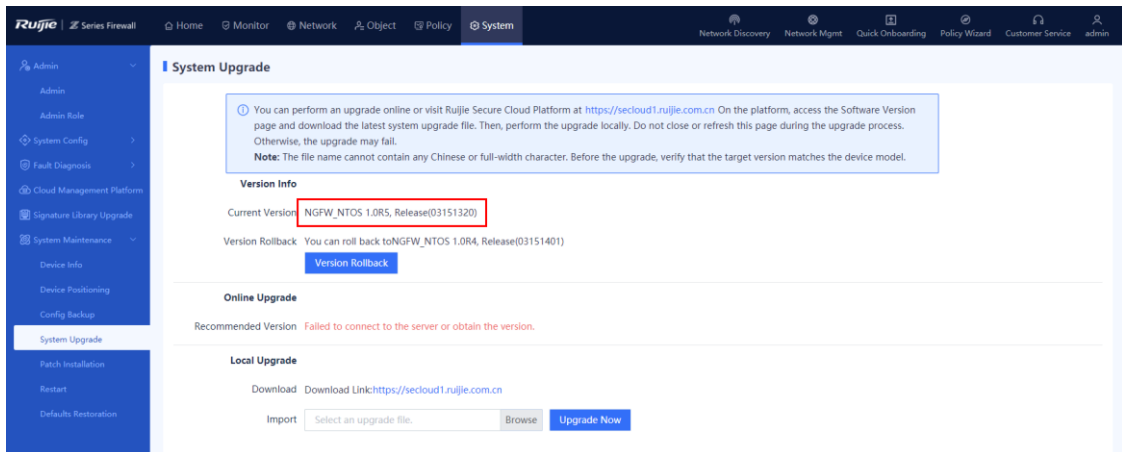 Ruijie | Z Series Firewall
Home
Monitor
Network
Object
Policy
System
Network Discovery
Network Mgmt
Quick Onboarding
Policy Wizard
Customer Service
admin
Admin
Admin
Admin Role
System Config
Fault Diagnosis
Cloud Management Platform
Signature Library Upgrade
System Maintenance
Device Info
Device Positioning
Config Backup
System Upgrade
Patch Installation
Restart
Defaults Restoration
System Upgrade
You can perform an upgrade online or visit Ruijie Secure Cloud Platform at https://secloud1.ruijie.com.cn On the platform, access the Software Version
page and download the latest system upgrade file. Then, perform the upgrade locally. Do not close or refresh this page during the upgrade process.
Otherwise, the upgrade may fail.
Note: The file name cannot contain any Chinese or full-width character. Before the upgrade, verify that the target version matches the device model.
Version Info
Current Version NGFW_NTOS 1.0R5, Release(03151320)
Version Rollback You can roll back toNGFW_NTOS 1.0R4, Release(03151401)
Version Rollback
Online Upgrade
Recommended Version Failed to connect to the server or obtain the version.
Local Upgrade
Download Download Link:https://secloud1.ruijie.com.cn
Import Select an upgrade file. Browse Upgrade Now